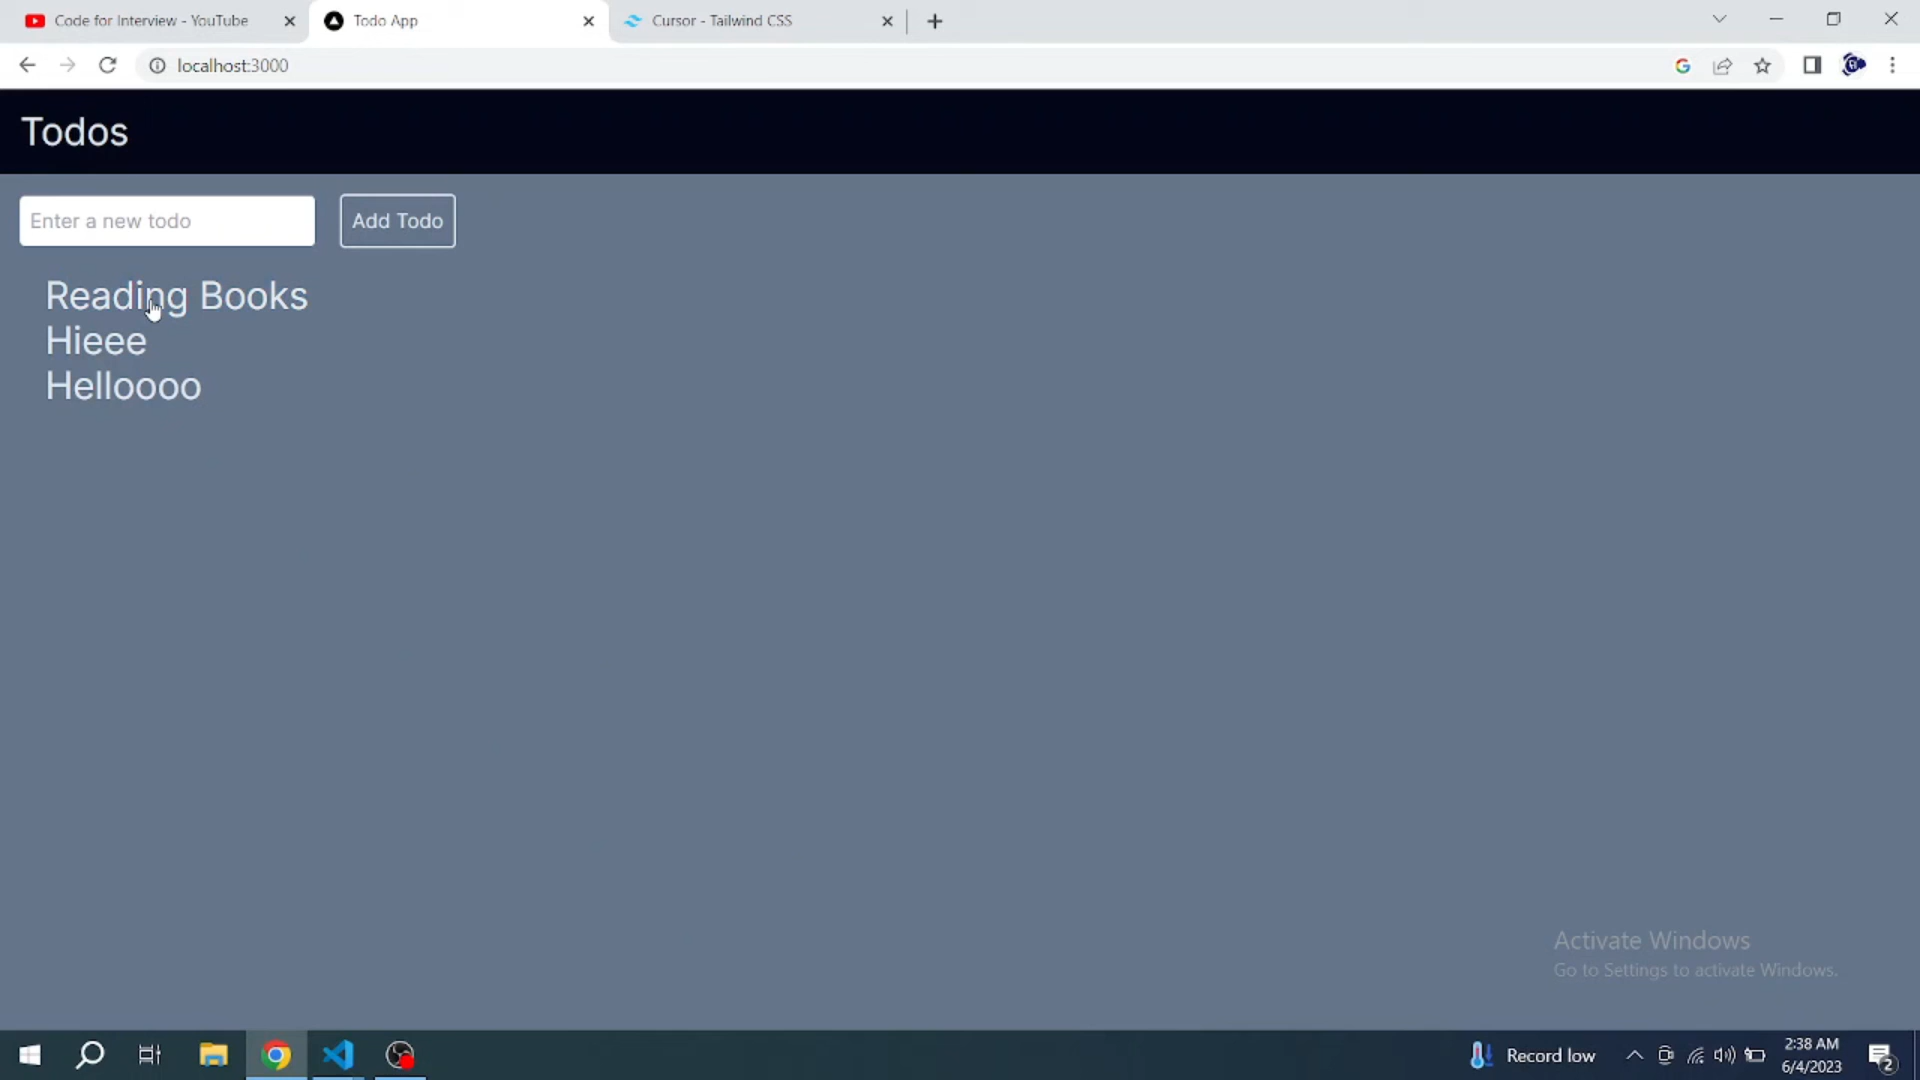 Code for Interview - YouTube
Todo App
Cursor - Tailwind CSS
localhost:3000
Todos
Enter a new todo
Add Todo
Reading Books
Hieee
Helloooo
Activate Windows
Go to Settings to activate Windows.
Record low
2:38 AM
6/4/2023
2